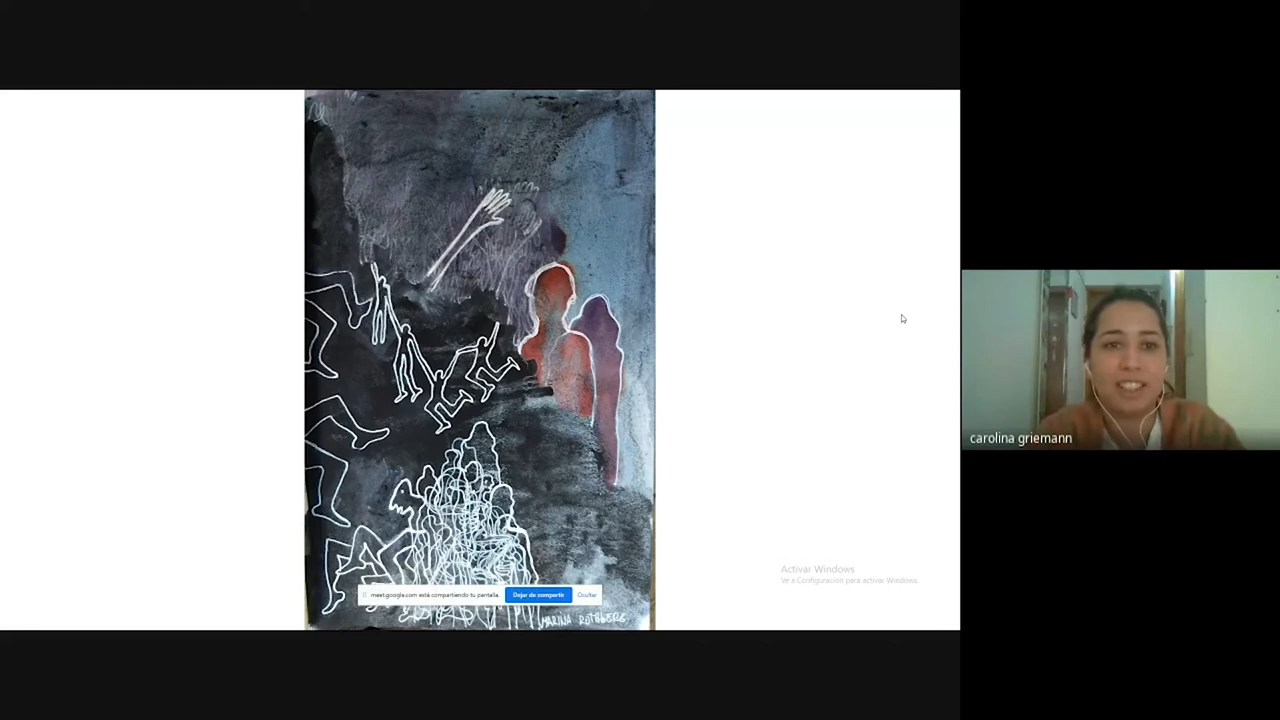 carolina griemann
Activar Windows
Ve a Configuración para activar Windows.
meet.google.com está compartiendo tu pantalla.
Dejar de compartir
Ocultar
MARINA ROTBERG